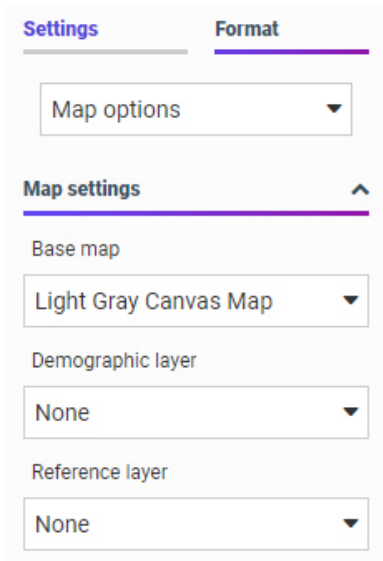 Settings Format
Map options
Map settings
Base map
Light Gray Canvas Map
Demographic layer
None
Reference layer
None